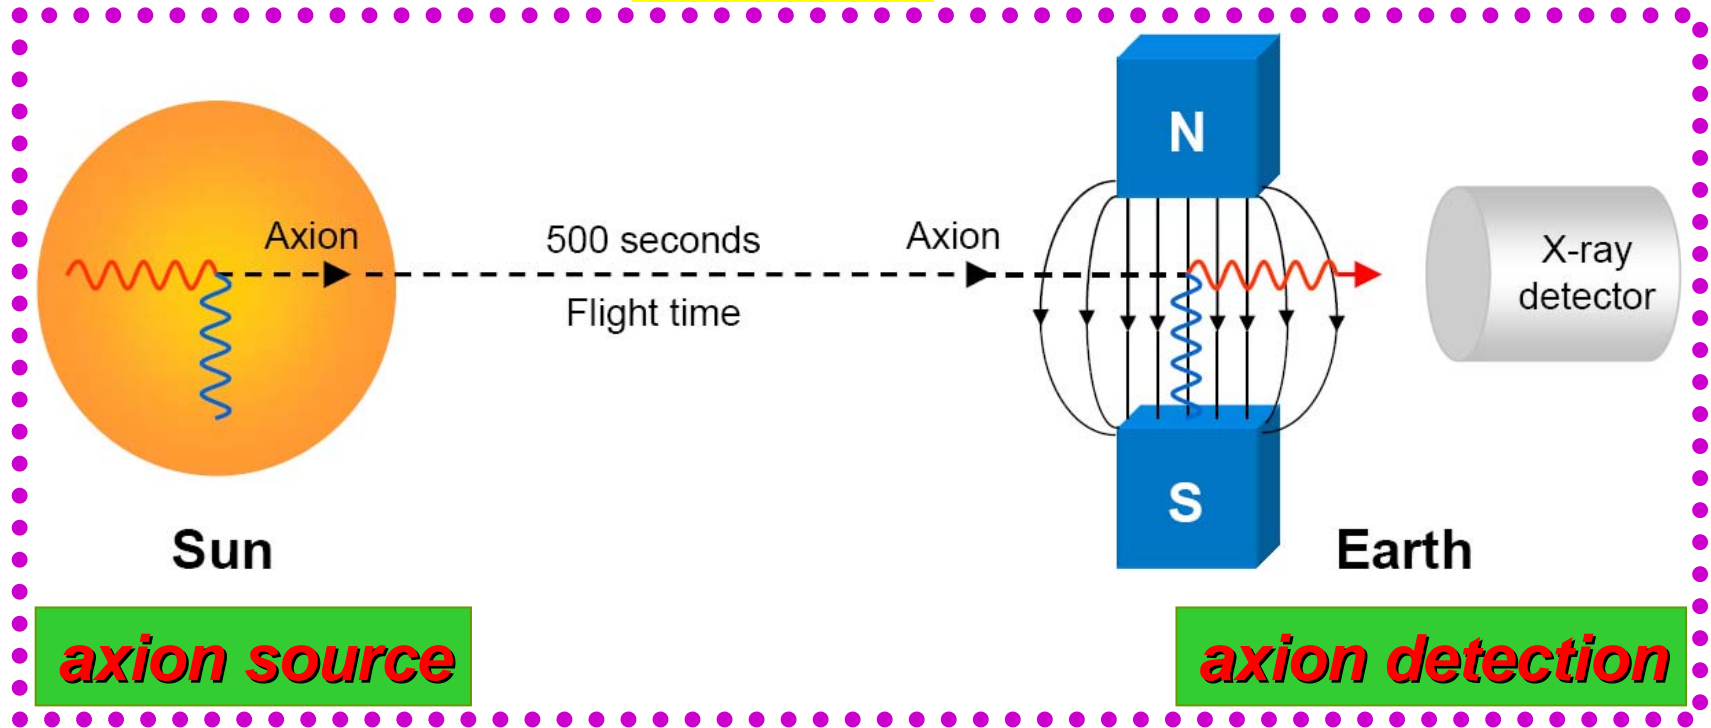 N
Axion
500 seconds
Axion
Flight time
X-ray
detector
S
Sun
Earth
axion source
axion detection